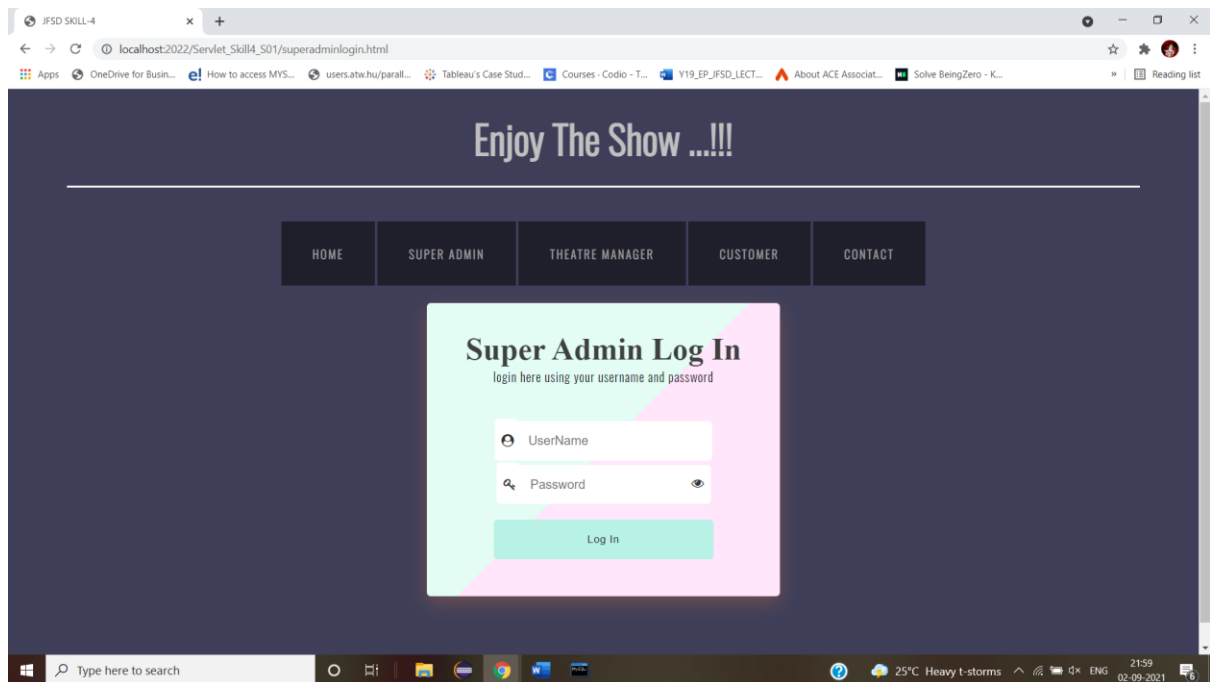 JFSD SKILL-4
localhost:2022/Servlet_Skill4_S01/superadminlogin.html
Apps OneDrive for Busin... How to access MYS... users.atw.hu/parall... Tableau's Case Stud... Courses - Codio - T... Y19_EP_JFSD_LECT... About ACE Associat... Solve BeingZero - K... » Reading list
Enjoy The Show ...!!!
HOME SUPER ADMIN THEATRE MANAGER CUSTOMER CONTACT
Super Admin Log In
login here using your username and password
UserName
Password
Log In
Type here to search 25°C Heavy t-storms ENG 21:59
02-09-2021 6